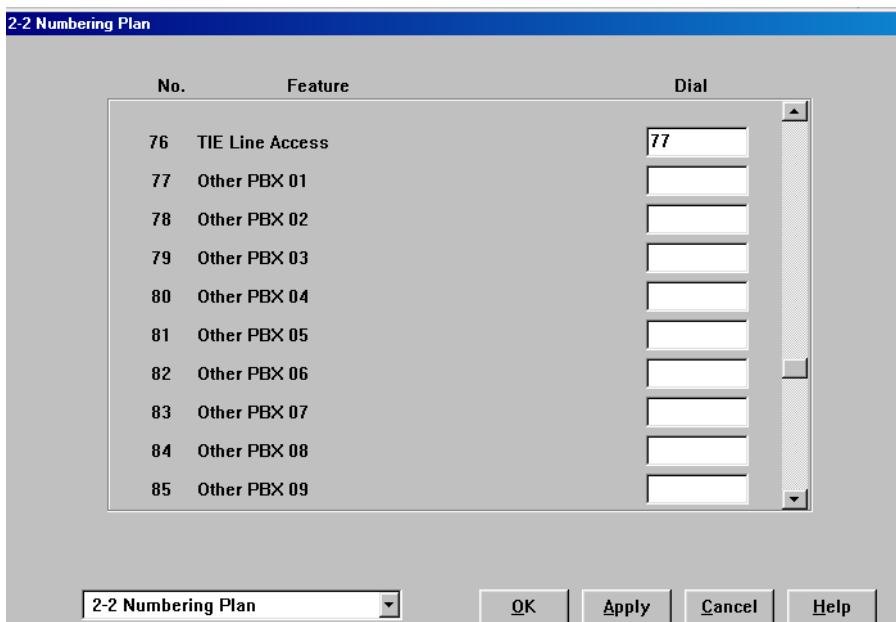 2-2 Numbering Plan
No. Feature Dial
76 TIE Line Access 77
77 Other PBX 01
78 Other PBX 02
79 Other PBX 03
80 Other PBX 04
81 Other PBX 05
82 Other PBX 06
83 Other PBX 07
84 Other PBX 08
85 Other PBX 09
2-2 Numbering Plan OK Apply Cancel Help